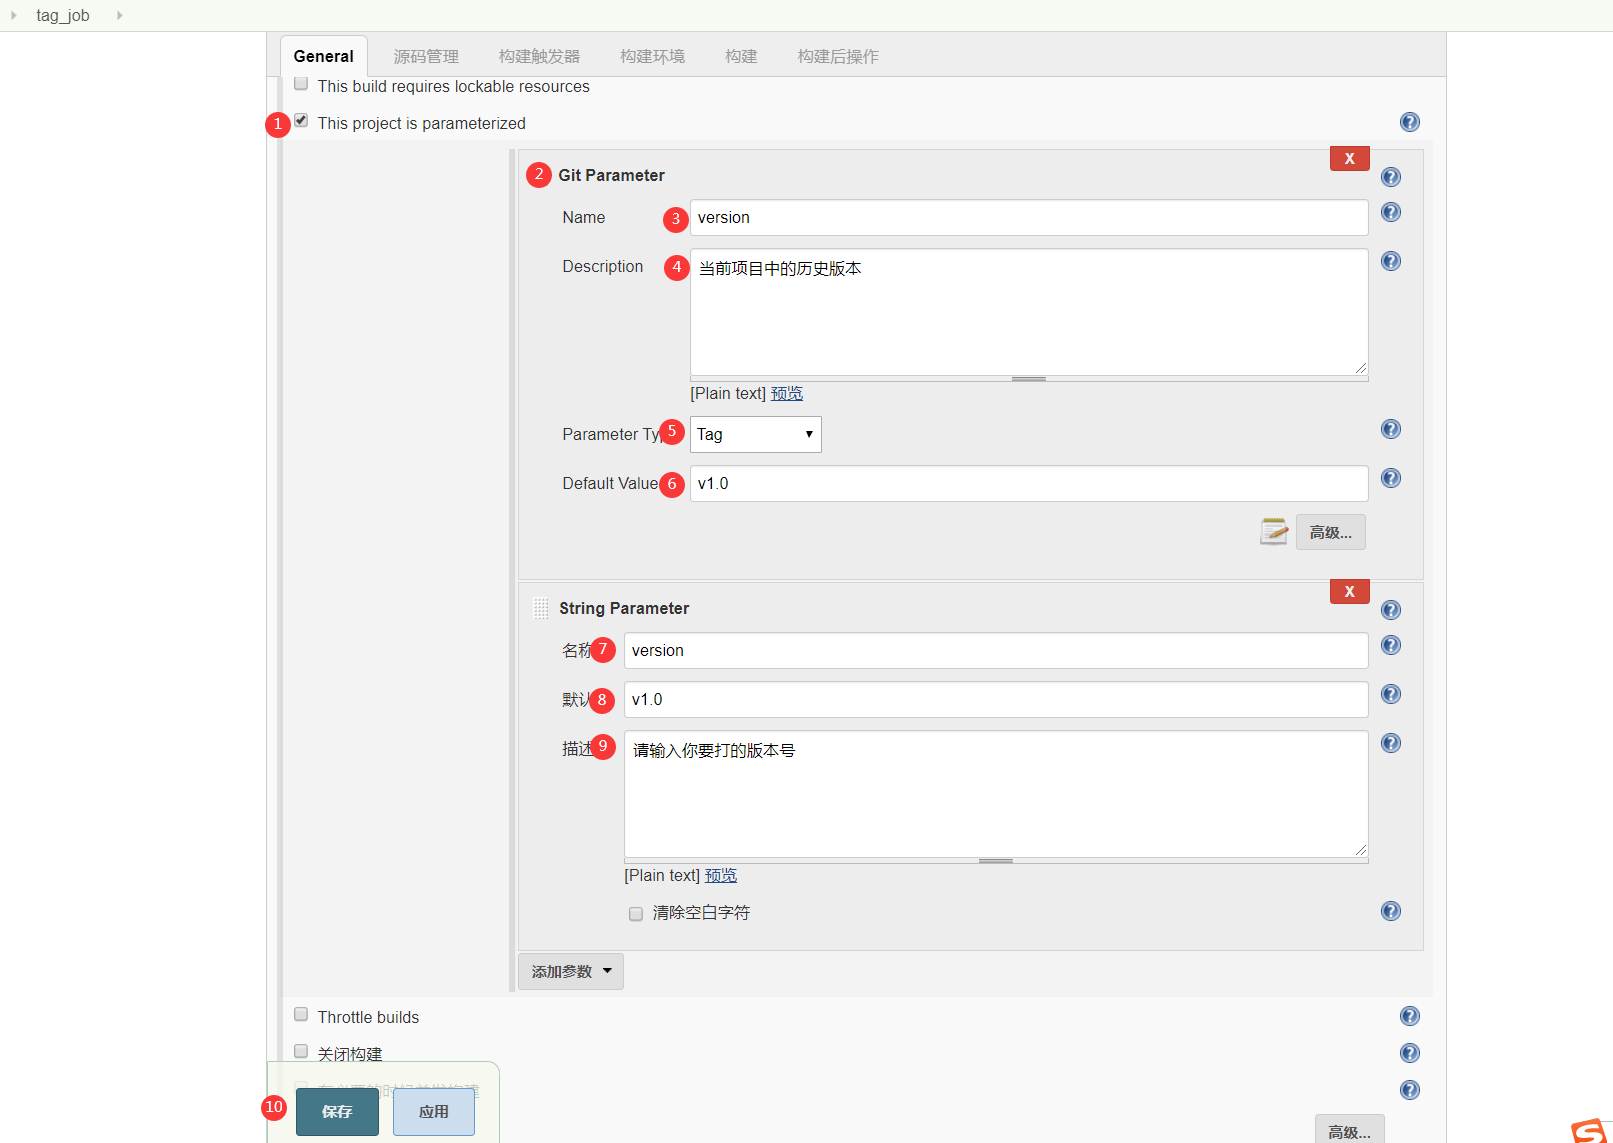 tag_job
General 源码管理 构建触发器 构建环境 构建 构建后操作
This build requires lockable resources
1 This project is parameterized
X
2 Git Parameter
Name 3 version
Description 4 当前项目中的历史版本
[Plain text] 预览
Parameter 5 Tag
Default Value 6 v1.0
高级...
X
String Parameter
名称 7 version
默认 8 v1.0
描述 9 请输入你要打的版本号
[Plain text] 预览
清除空白字符
添加参数
Throttle builds
关闭构建
10 保存 应用
高级...